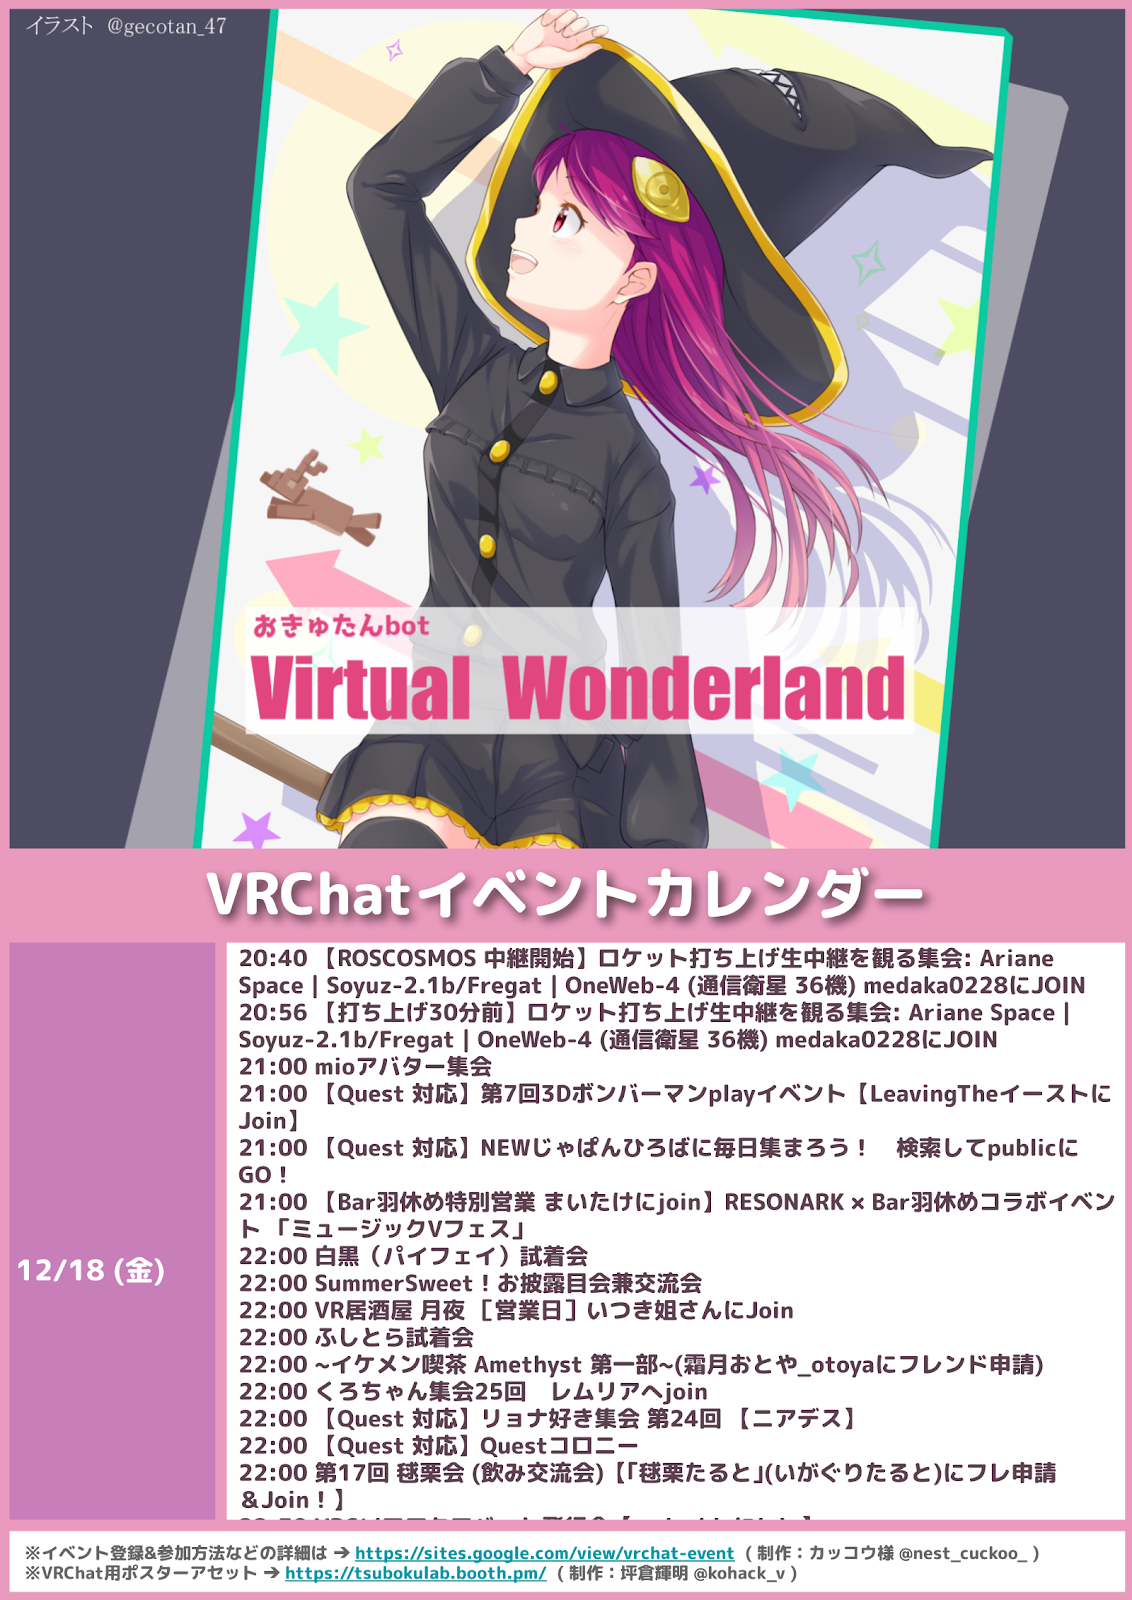 イラスト @gecotan_47
おきゅたんbot
Virtual Wonderland
VRChatイベントカレンダー
12/18 (金)
20:40 【ROSCOSMOS 中継開始】ロケット打ち上げ生中継を観る集会: Ariane
Space | Soyuz-2.1b/Fregat | OneWeb-4 (通信衛星 36機) medaka0228にJOIN
20:56 【打ち上げ30分前】ロケット打ち上げ生中継を観る集会: Ariane Space |
Soyuz-2.1b/Fregat | OneWeb-4 (通信衛星 36機) medaka0228にJOIN
21:00 mioアバター集会
21:00 【Quest 対応】第7回3Dボンバーマンplayイベント【LeavingTheイーストに
Join】
21:00 【Quest 対応】NEWじゃぱんひろばに毎日集まろう！ 検索してpublicに
GO！
21:00 【Bar羽休め特別営業 まいたけにjoin】RESONARK × Bar羽休めコラボイベン
ト 「ミュージックVフェス」
22:00 白黒（パイフェイ）試着会
22:00 SummerSweet！お披露目会兼交流会
22:00 VR居酒屋 月夜 ［営業日］いつき姐さんにJoin
22:00 ふしとら試着会
22:00 ~イケメン喫茶 Amethyst 第一部~(霜月おとや_otoyaにフレンド申請)
22:00 くろちゃん集会25回 レムリアへjoin
22:00 【Quest 対応】リョナ好き集会 第24回 【ニアデス】
22:00 【Quest 対応】Questコロニー
22:00 第17回 毬栗会 (飲み交流会)【「毬栗たると」(いがぐりたると)にフレ申請
＆Join！】
※イベント登録&参加方法などの詳細は ➔ https://sites.google.com/view/vrchat-event ( 制作：カッコウ様 @nest_cuckoo_ )
※VRChat用ポスターアセット ➔ https://tsubokulab.booth.pm/ ( 制作：坪倉輝明 @kohack_v )